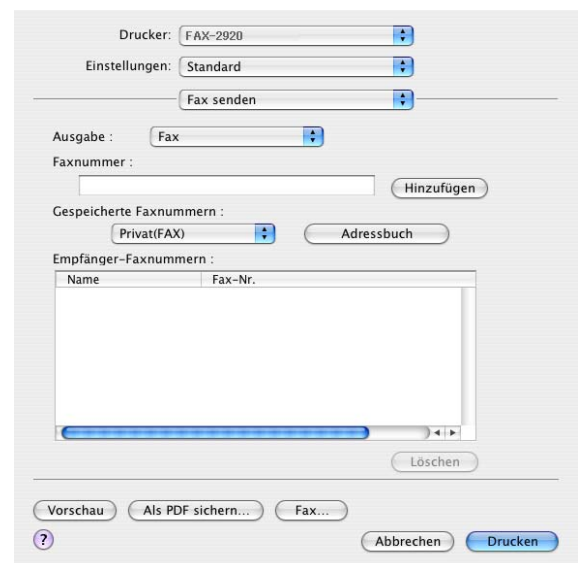 Drucker: FAX-2920
Einstellungen: Standard
Fax senden
Ausgabe : Fax
Faxnummer :
Hinzufügen
Gespeicherte Faxnummern :
Privat(FAX) Adressbuch
Empfänger-Faxnummern :
Name Fax-Nr.
Löschen
Vorschau Als PDF sichern... Fax...
? Abbrechen Drucken